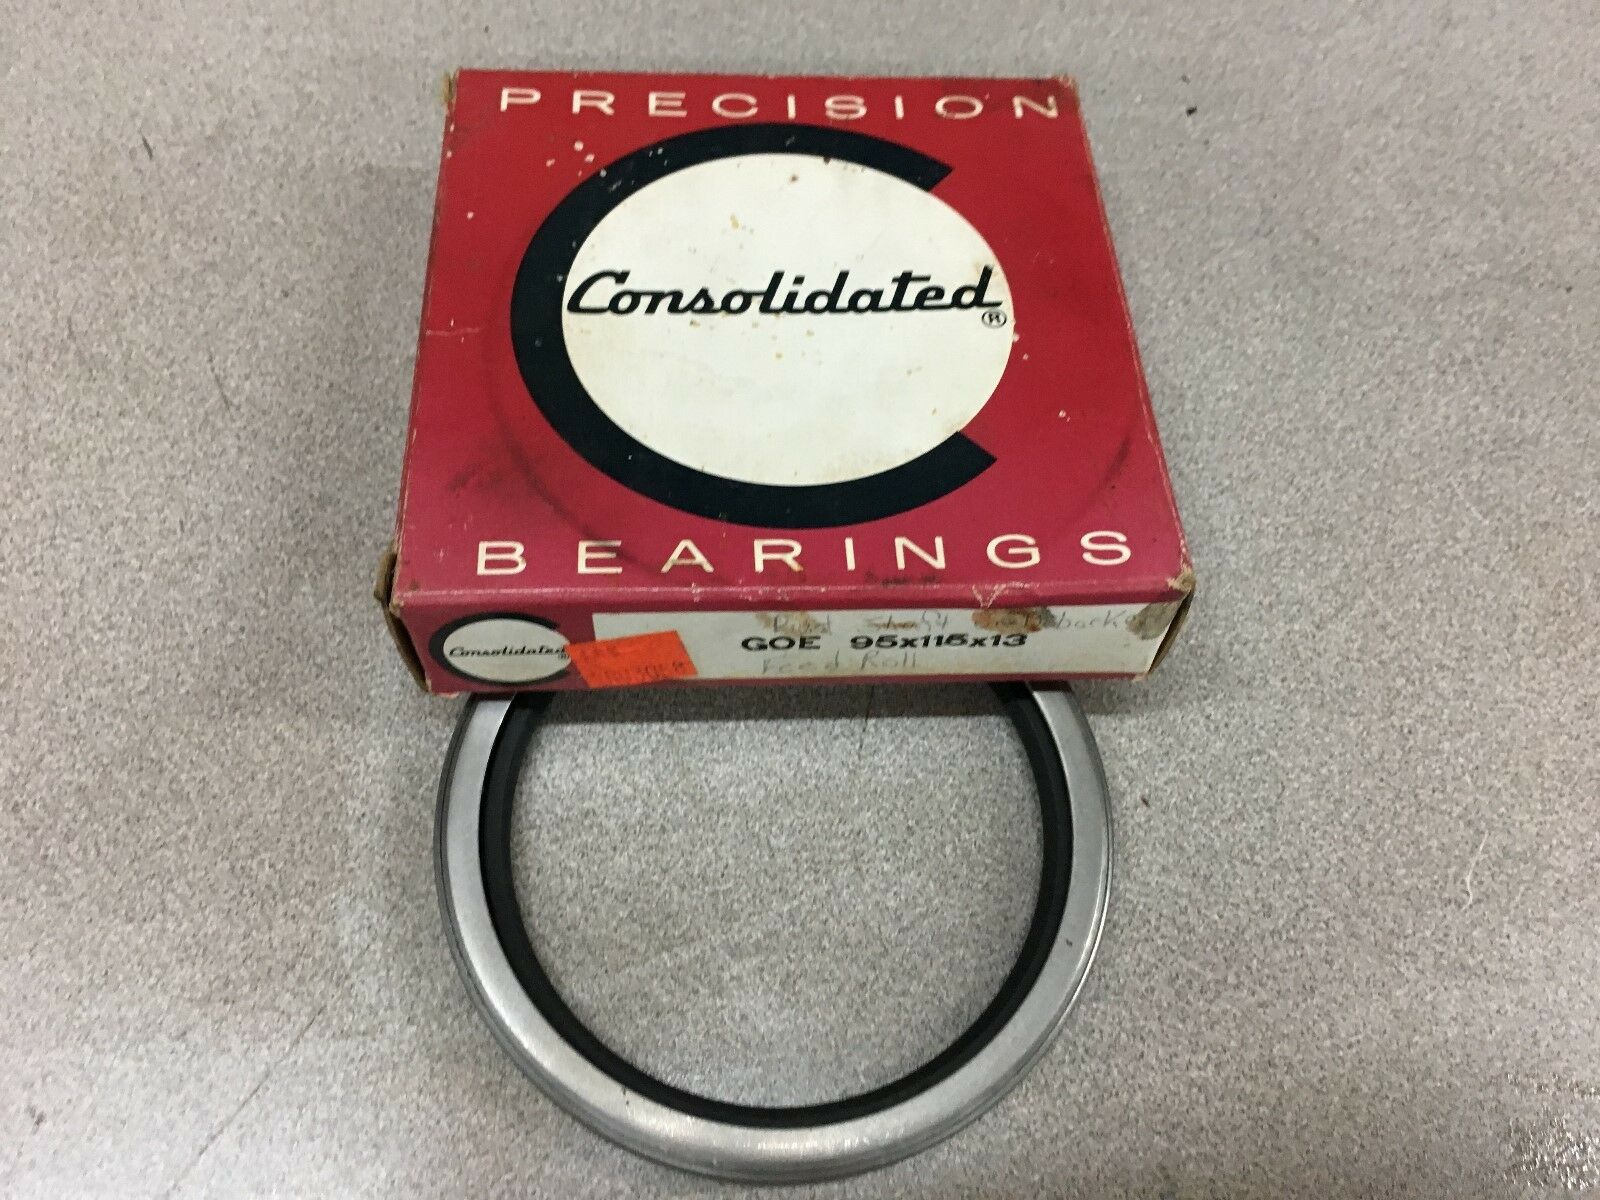 PRECISION
Consolidated
®
BEARINGS
Consolidated®
GOE 95x115x13
Feed Roll